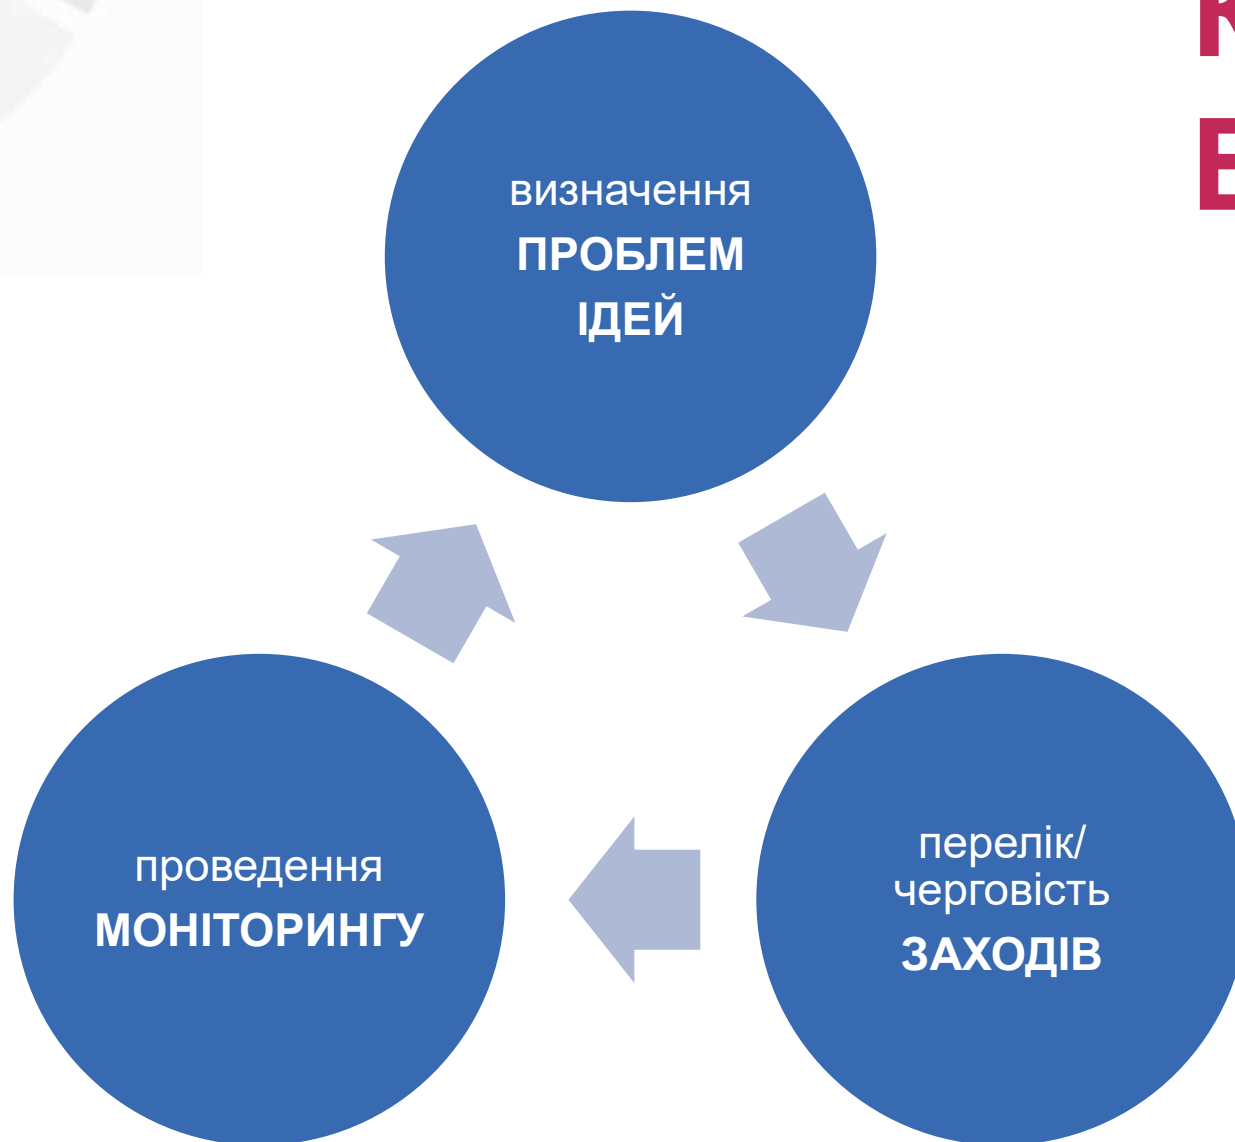 визначення
ПРОБЛЕМ
ІДЕЙ
проведення
МОНІТОРИНГУ
перелік/
черговість
ЗАХОДІВ